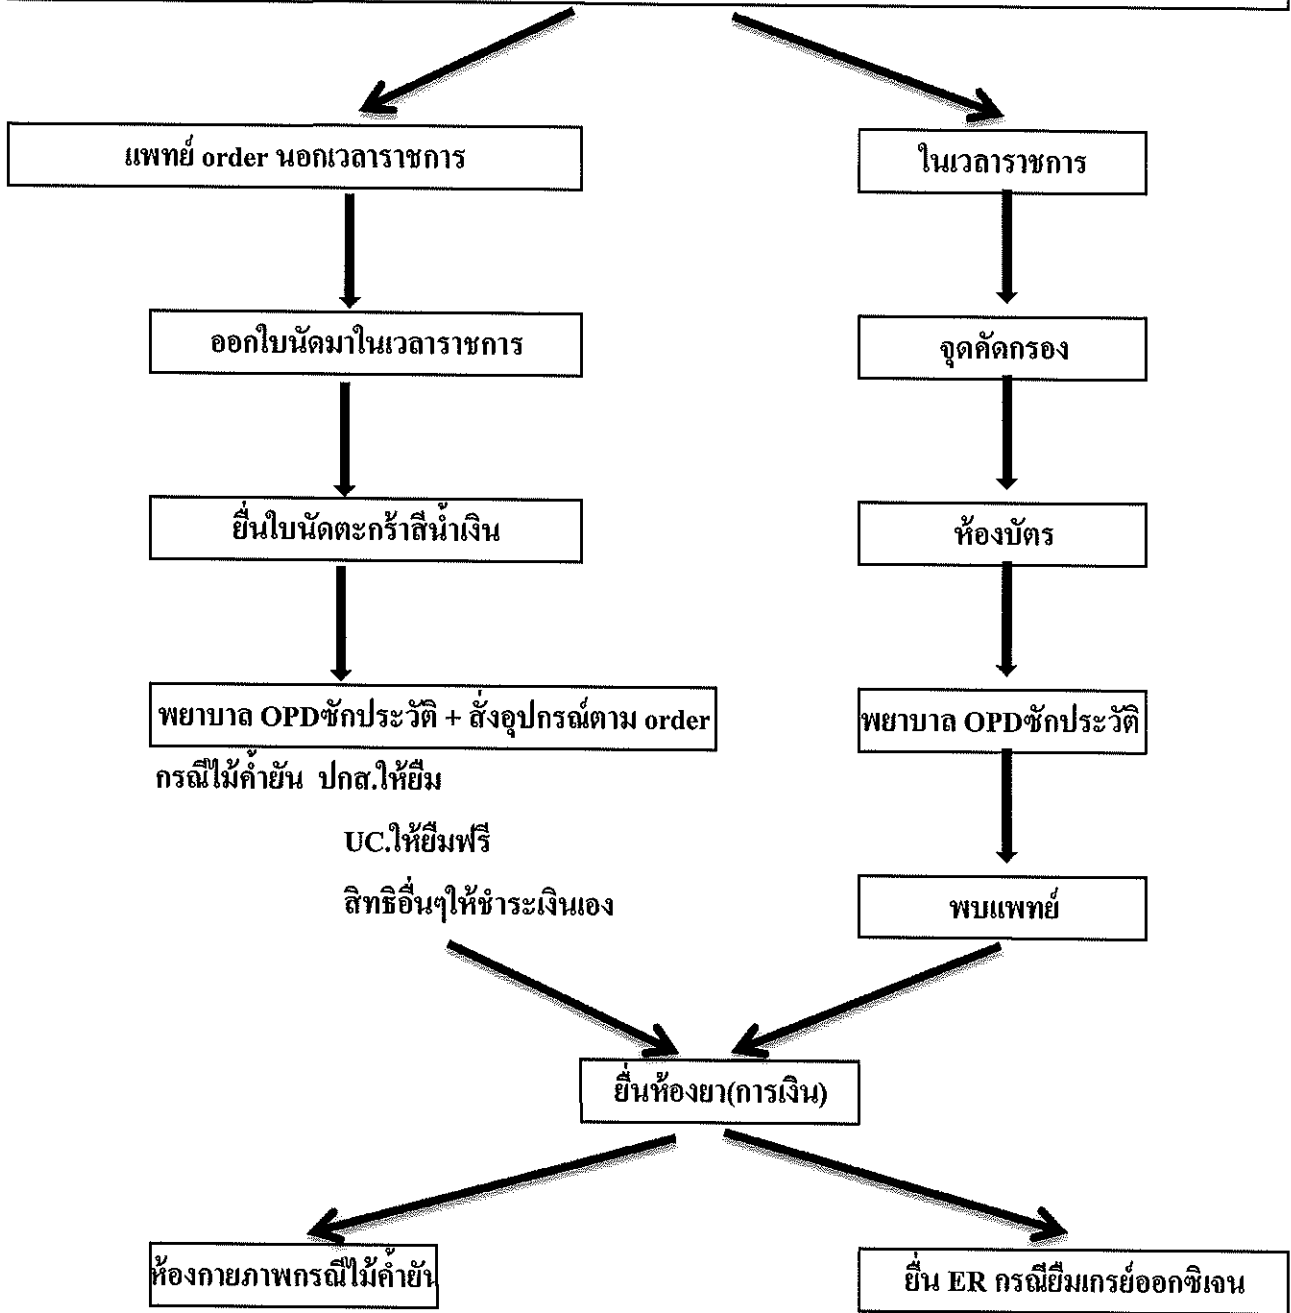 แพทย์ order นอกเวลาราชการ
ในเวลาราชการ
ออกใบนัดมาในเวลาราชการ
จุดคัดกรอง
ยื่นใบนัดตะกร้าสีน้ำเงิน
ห้องบัตร
พยาบาล OPDซักประวัติ + สั่งอุปกรณ์ตาม order
พยาบาล OPDซักประวัติ
กรณีไม้ค้ำยัน ปกส.ให้ยืม
UC.ให้ยืมฟรี
สิทธิอื่นๆให้ชำระเงินเอง
พบแพทย์
ยื่นห้องยา(การเงิน)
ห้องกายภาพกรณีไม้ค้ำยัน
ยื่น ER กรณียืมเกรย์ออกซิเจน